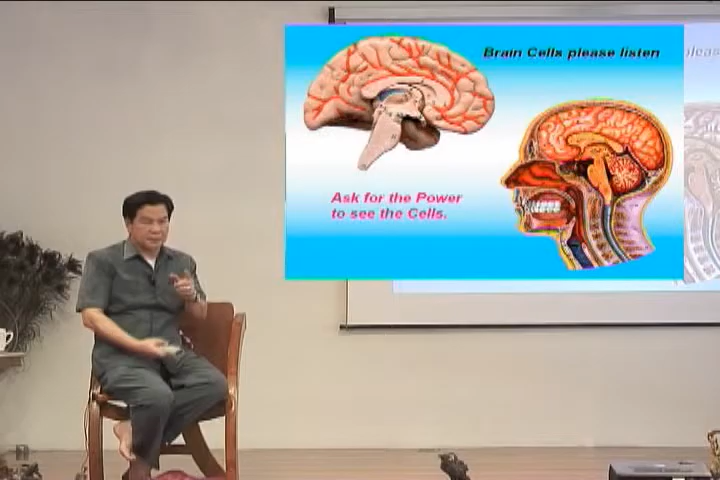 Brain Cells please listen
Ask for the Power
to see the Cells.